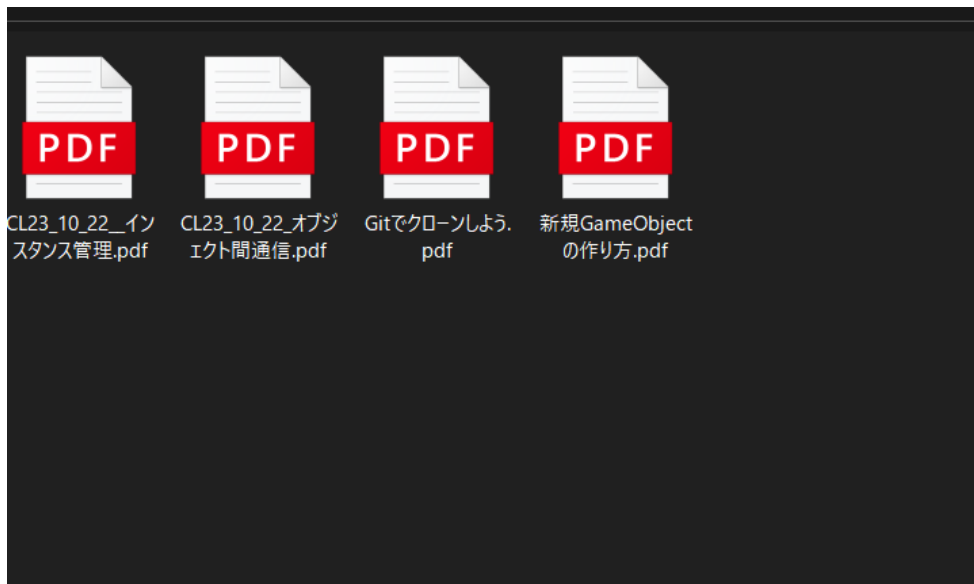 PDF
PDF
PDF
PDF
CL23_10_22__イン
スタンス管理.pdf
CL23_10_22_オブジ
ェクト間通信.pdf
Gitでクローンしよう.
pdf
新規GameObject
の作り方.pdf